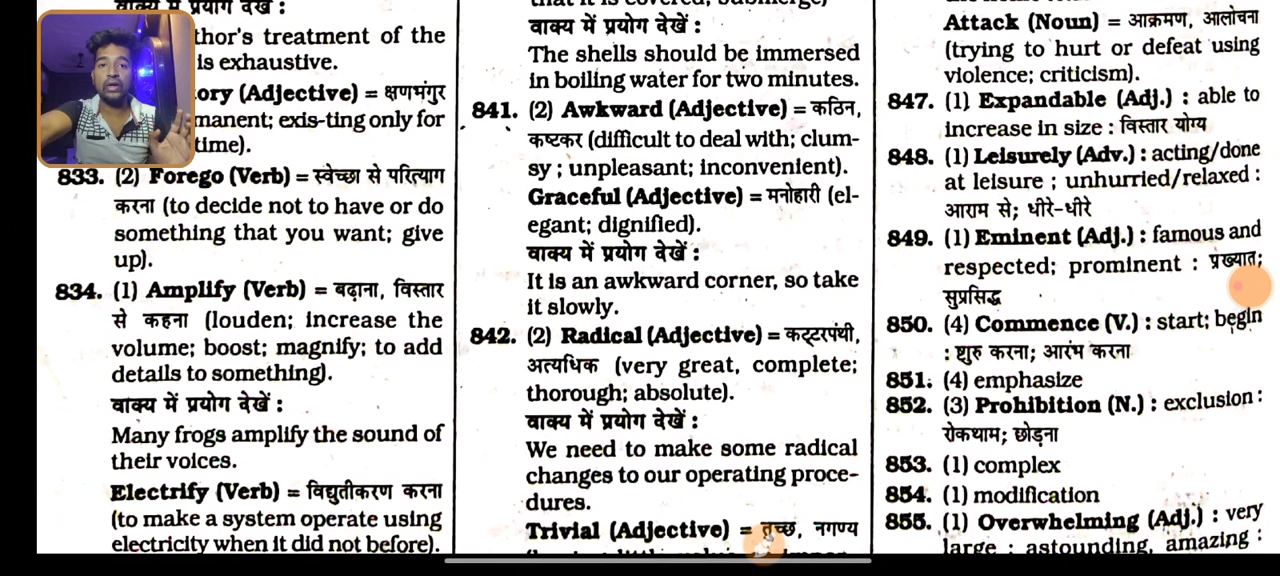 वाक्य में प्रयोग देखें :
thor's treatment of the
is exhaustive.
ory (Adjective) = क्षणभंगुर
manent; exis-ting only for
time).
833. (2) Forego (Verb) = स्वेच्छा से परित्याग
करना (to decide not to have or do
something that you want; give
up).
834. (1) Amplify (Verb) = बढ़ाना, विस्तार
से कहना (louden; increase the
volume; boost; magnify; to add
details to something).
वाक्य में प्रयोग देखें :
Many frogs amplify the sound of
their voices.
Electrify (Verb) = विद्युतीकरण करना
(to make a system operate using
electricity when it did not before).
that it is covered; submerge)
वाक्य में प्रयोग देखें :
The shells should be immersed
in boiling water for two minutes.
841. (2) Awkward (Adjective) = कठिन,
कष्टकर (difficult to deal with; clum-
sy ; unpleasant; inconvenient).
Graceful (Adjective) = मनोहारी (el-
egant; dignified).
वाक्य में प्रयोग देखें :
It is an awkward corner, so take
it slowly.
842. (2) Radical (Adjective) = कट्टरपंथी,
अत्यधिक (very great, complete;
thorough; absolute).
वाक्य में प्रयोग देखें :
We need to make some radical
changes to our operating proce-
dures.
Trivial (Adjective) = तुच्छ, नगण्य
Attack (Noun) = आक्रमण, आलोचना
(trying to hurt or defeat using
violence; criticism).
847. (1) Expandable (Adj.) : able to
increase in size : विस्तार योग्य
848. (1) Leisurely (Adv.) : acting/done
at leisure ; unhurried/relaxed :
आराम से; धीरे-धीरे
849. (1) Eminent (Adj.) : famous and
respected; prominent : प्रख्यात;
सुप्रसिद्ध
850. (4) Commence (V.) : start; begin
: शुरु करना; आरंभ करना
851. (4) emphasize
852. (3) Prohibition (N.) : exclusion :
रोकथाम; छोड़ना
853. (1) complex
854. (1) modification
855. (1) Overwhelming (Adj.) : very
large ; astounding, amazing :